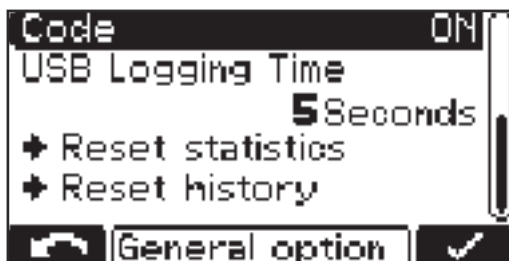 Code ON
USB Logging Time
5 Seconds
Reset statistics
Reset history
General option